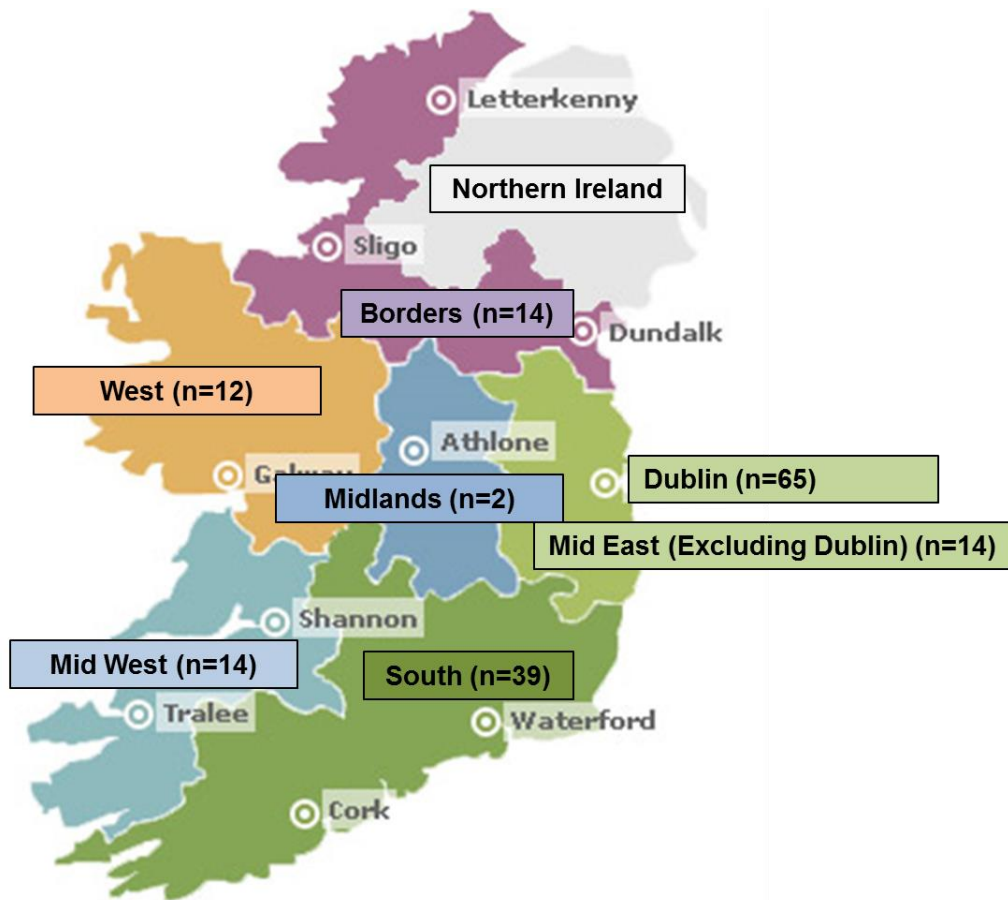 Letterkenny
Northern Ireland
Sligo
Borders (n=14)
Dundalk
West (n=12)
Athlone
Galway
Dublin (n=65)
Midlands (n=2)
Mid East (Excluding Dublin) (n=14)
Shannon
Mid West (n=14)
South (n=39)
Tralee
Waterford
Cork